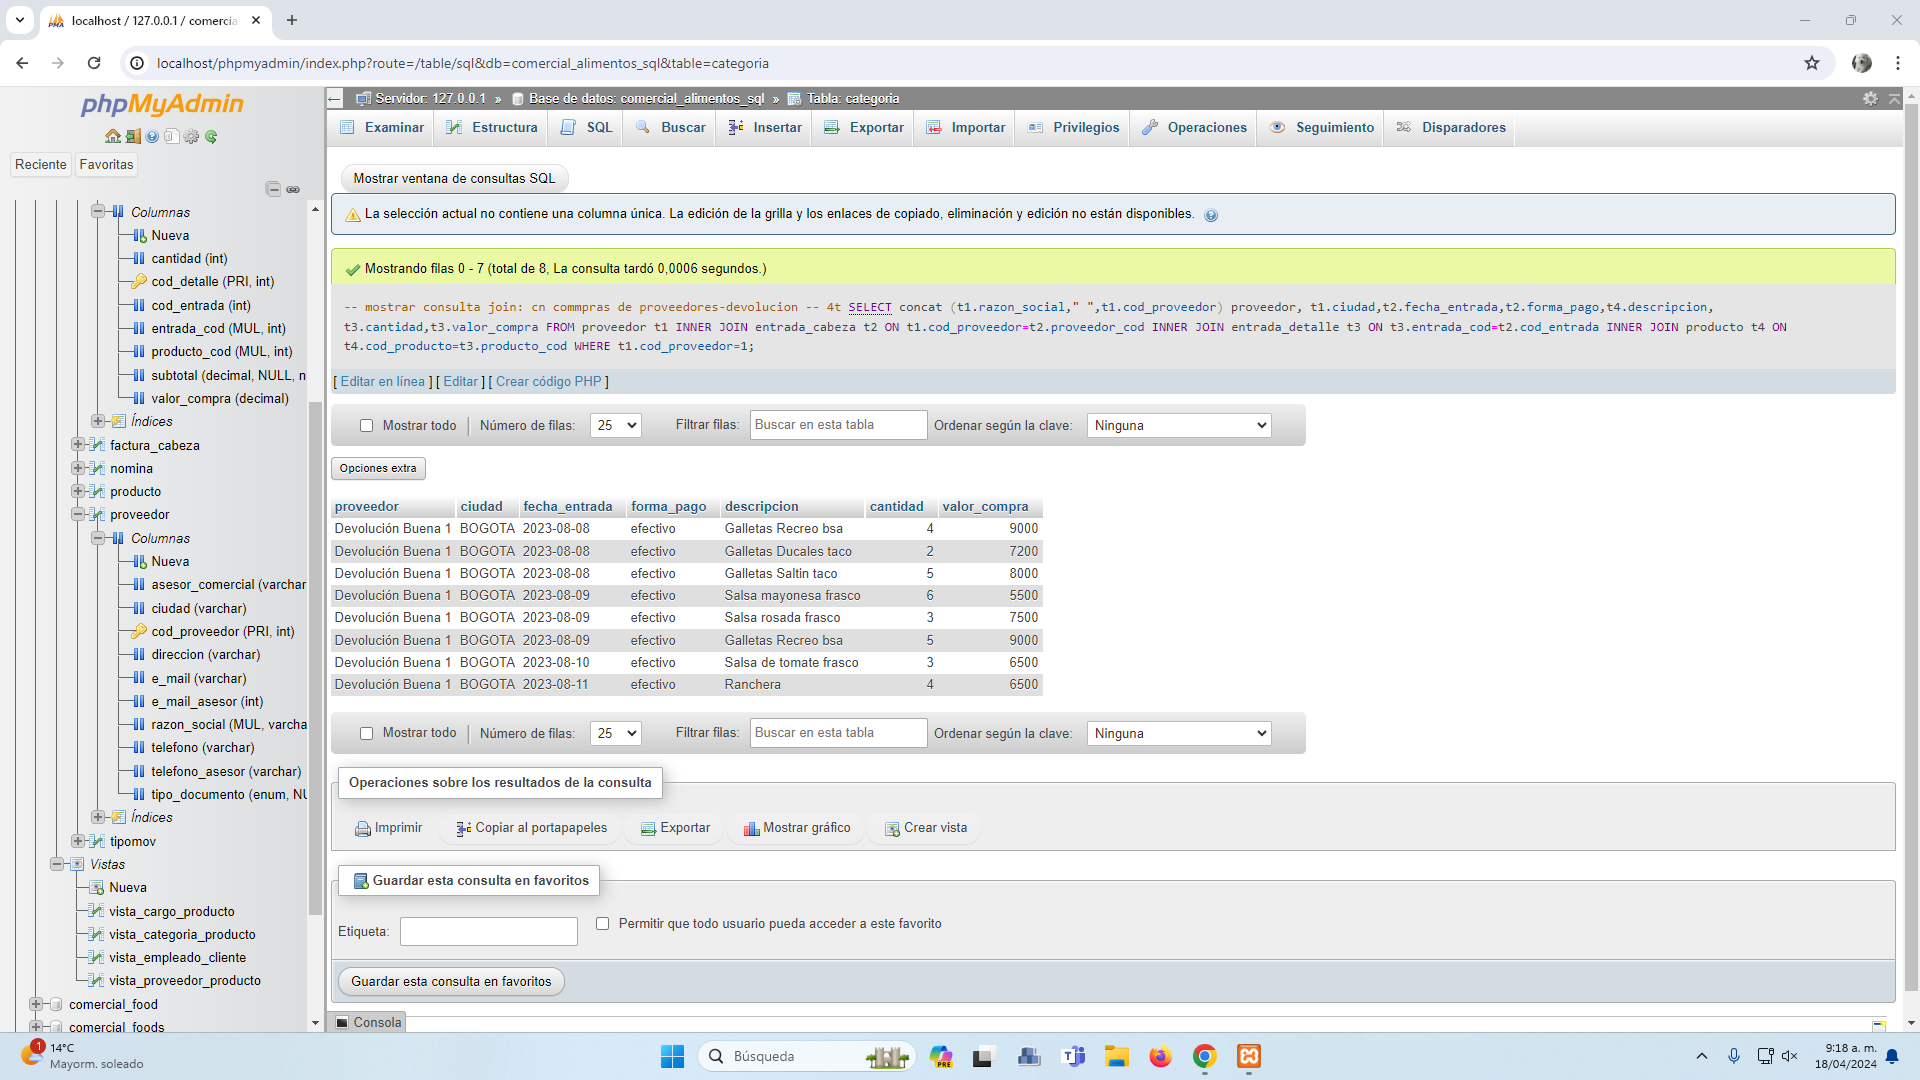 localhost / 127.0.0.1 / comercia
localhost/phpmyadmin/index.php?route=/table/sql&db=comercial_alimentos_sql&table=categoria
phpMyAdmin
Reciente
Favoritas
Columnas
Nueva
cantidad (int)
cod_detalle (PRI, int)
cod_entrada (int)
entrada_cod (MUL, int)
producto_cod (MUL, int)
subtotal (decimal, NULL, n
valor_compra (decimal)
Índices
factura_cabeza
nomina
producto
proveedor
Columnas
Nueva
asesor_comercial (varchar
ciudad (varchar)
cod_proveedor (PRI, int)
direccion (varchar)
e_mail (varchar)
e_mail_asesor (int)
razon_social (MUL, varcha
telefono (varchar)
telefono_asesor (varchar)
tipo_documento (enum, NU
Índices
tipomov
Vistas
Nueva
vista_cargo_producto
vista_categoria_producto
vista_empleado_cliente
vista_proveedor_producto
comercial_food
comercial_foods
Servidor: 127.0.0.1 » Base de datos: comercial_alimentos_sql » Tabla: categoria
Examinar Estructura SQL Buscar Insertar Exportar Importar Privilegios Operaciones Seguimiento Disparadores
Mostrar ventana de consultas SQL
La selección actual no contiene una columna única. La edición de la grilla y los enlaces de copiado, eliminación y edición no están disponibles.
Mostrando filas 0 - 7 (total de 8, La consulta tardó 0,0006 segundos.)
-- mostrar consulta join: cn commpras de proveedores-devolucion -- 4t SELECT concat (t1.razon_social," ",t1.cod_proveedor) proveedor, t1.ciudad,t2.fecha_entrada,t2.forma_pago,t4.descripcion,
t3.cantidad,t3.valor_compra FROM proveedor t1 INNER JOIN entrada_cabeza t2 ON t1.cod_proveedor=t2.proveedor_cod INNER JOIN entrada_detalle t3 ON t3.entrada_cod=t2.cod_entrada INNER JOIN producto t4 ON
t4.cod_producto=t3.producto_cod WHERE t1.cod_proveedor=1;
[ Editar en línea ] [ Editar ] [ Crear código PHP ]
Mostrar todo Número de filas: 25 Filtrar filas: Buscar en esta tabla Ordenar según la clave: Ninguna
Opciones extra
proveedor ciudad fecha_entrada forma_pago descripcion cantidad valor_compra
Devolución Buena 1 BOGOTA 2023-08-08 efectivo Galletas Recreo bsa 4 9000
Devolución Buena 1 BOGOTA 2023-08-08 efectivo Galletas Ducales taco 2 7200
Devolución Buena 1 BOGOTA 2023-08-08 efectivo Galletas Saltin taco 5 8000
Devolución Buena 1 BOGOTA 2023-08-09 efectivo Salsa mayonesa frasco 6 5500
Devolución Buena 1 BOGOTA 2023-08-09 efectivo Salsa rosada frasco 3 7500
Devolución Buena 1 BOGOTA 2023-08-09 efectivo Galletas Recreo bsa 5 9000
Devolución Buena 1 BOGOTA 2023-08-10 efectivo Salsa de tomate frasco 3 6500
Devolución Buena 1 BOGOTA 2023-08-11 efectivo Ranchera 4 6500
Mostrar todo Número de filas: 25 Filtrar filas: Buscar en esta tabla Ordenar según la clave: Ninguna
Operaciones sobre los resultados de la consulta
Imprimir Copiar al portapapeles Exportar Mostrar gráfico Crear vista
Guardar esta consulta en favoritos
Etiqueta: Permitir que todo usuario pueda acceder a este favorito
Guardar esta consulta en favoritos
Consola
1
14°C
Mayorm. soleado
Búsqueda
PRE
9:18 a. m.
18/04/2024